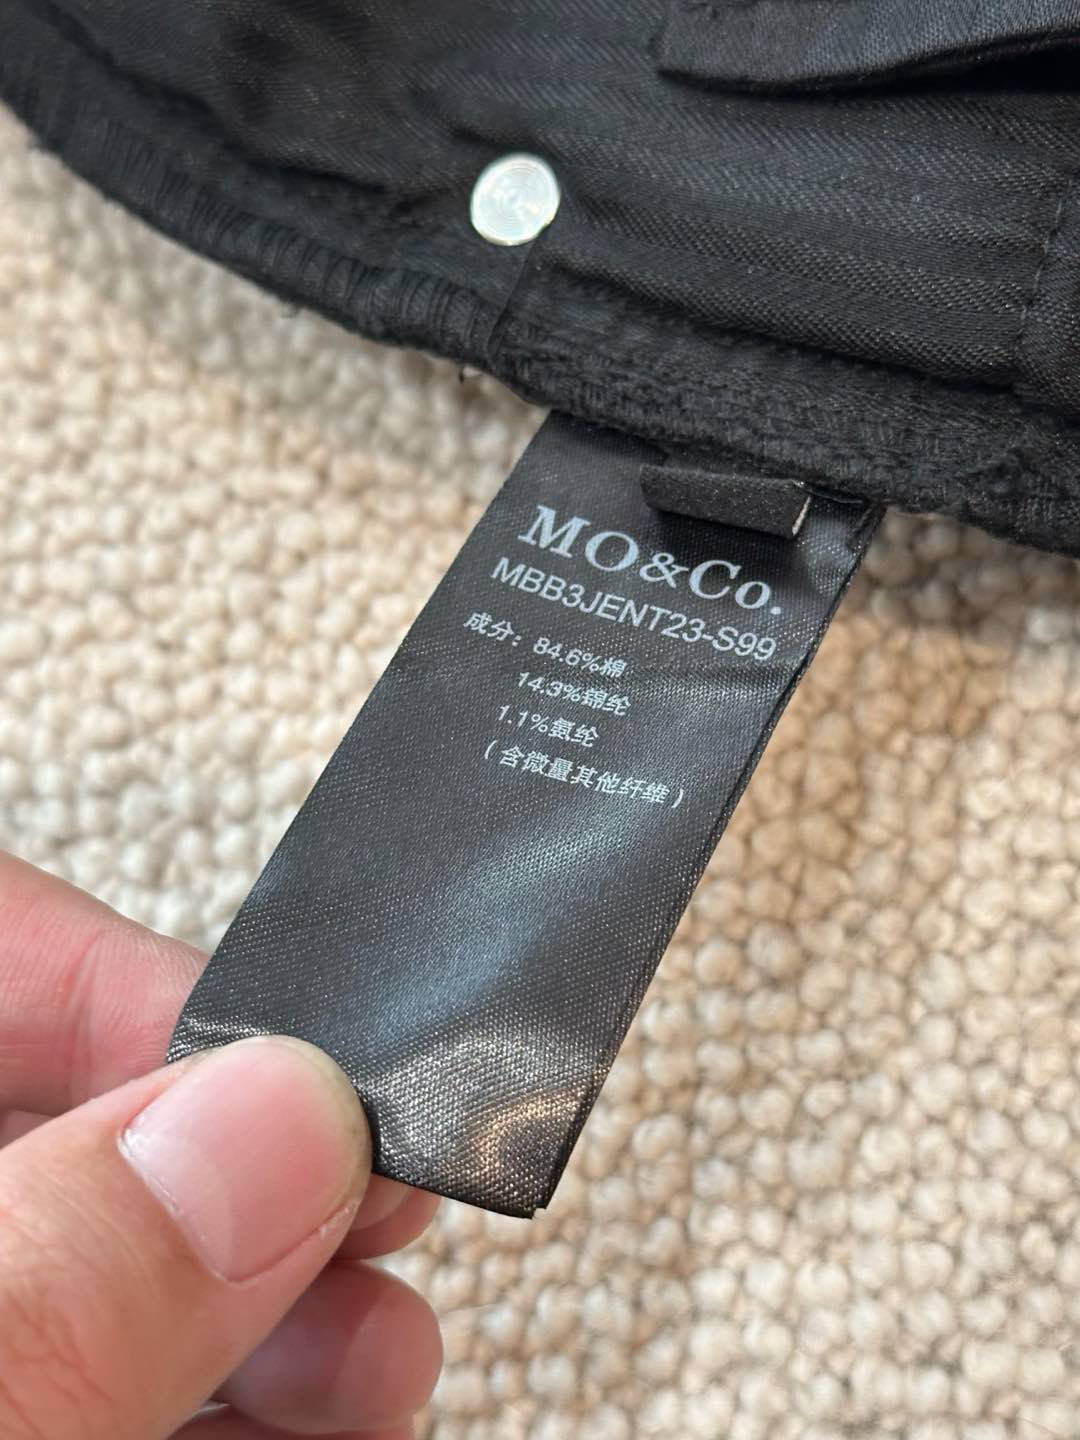 MO&Co.
MBB3JENT23-S99
成分：84.6%棉
14.3%锦纶
1.1%氨纶
（含微量其他纤维）